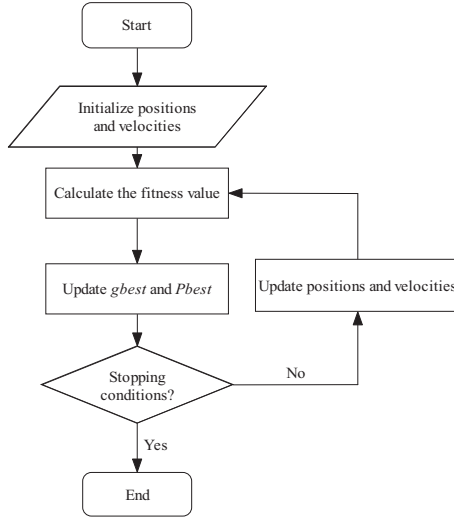 Start
Initialize positions
and velocities
Calculate the fitness value
Update gbest and Pbest
Update positions and velocities
Stopping
conditions?
No
Yes
End